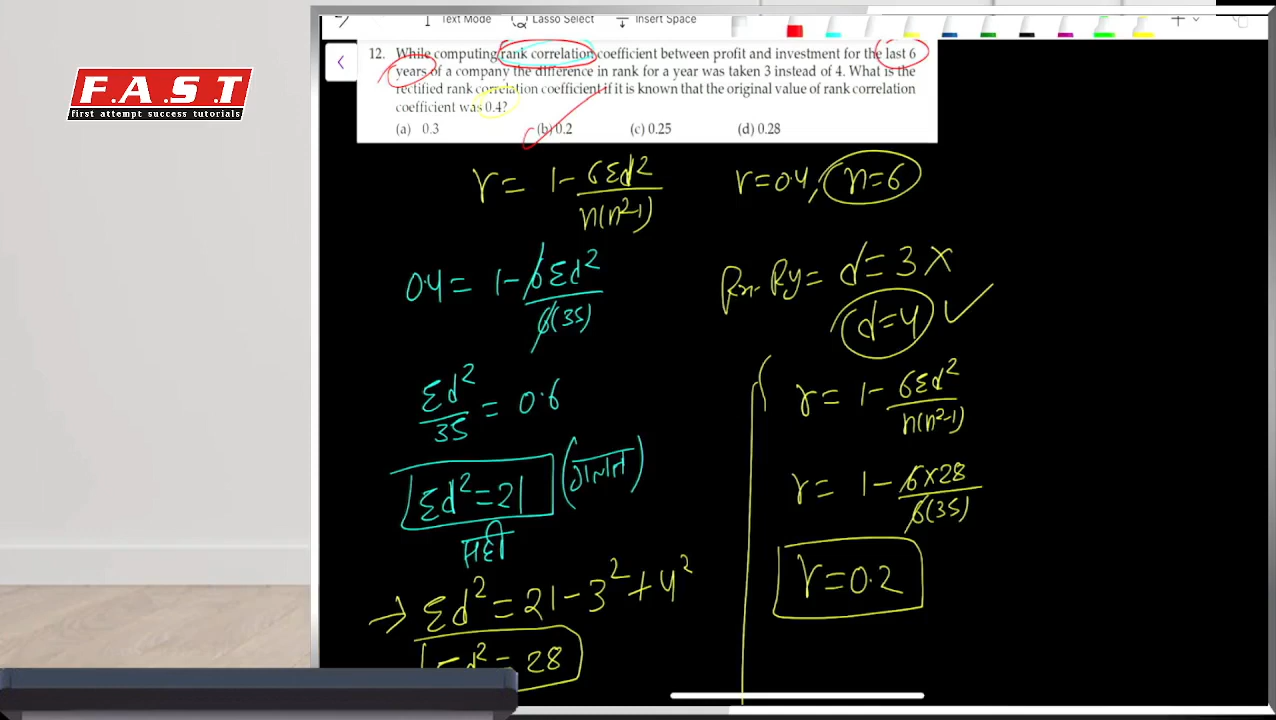 Text Mode
Lasso Select
Insert Space
F.A.S.T
first attempt success tutorials
12. While computing rank correlation coefficient between profit and investment for the last 6
years of a company the difference in rank for a year was taken 3 instead of 4. What is the
rectified rank correlation coefficient if it is known that the original value of rank correlation
coefficient was 0.4?
(a) 0.3 (b) 0.2 (c) 0.25 (d) 0.28
r = 1 - 6Σd²/n(n²-1)
r=0.4, n=6
0.4 = 1 - 6Σd²/6(35)
Rx - Ry = d = 3 X
d=4 ✓
Σd²/35 = 0.6
Σd² = 21 (गलत)
सही
→ Σd² = 21 - 3² + 4²
Σd² = 28
r = 1 - 6Σd²/n(n²-1)
r = 1 - 6×28/6(35)
r = 0.2